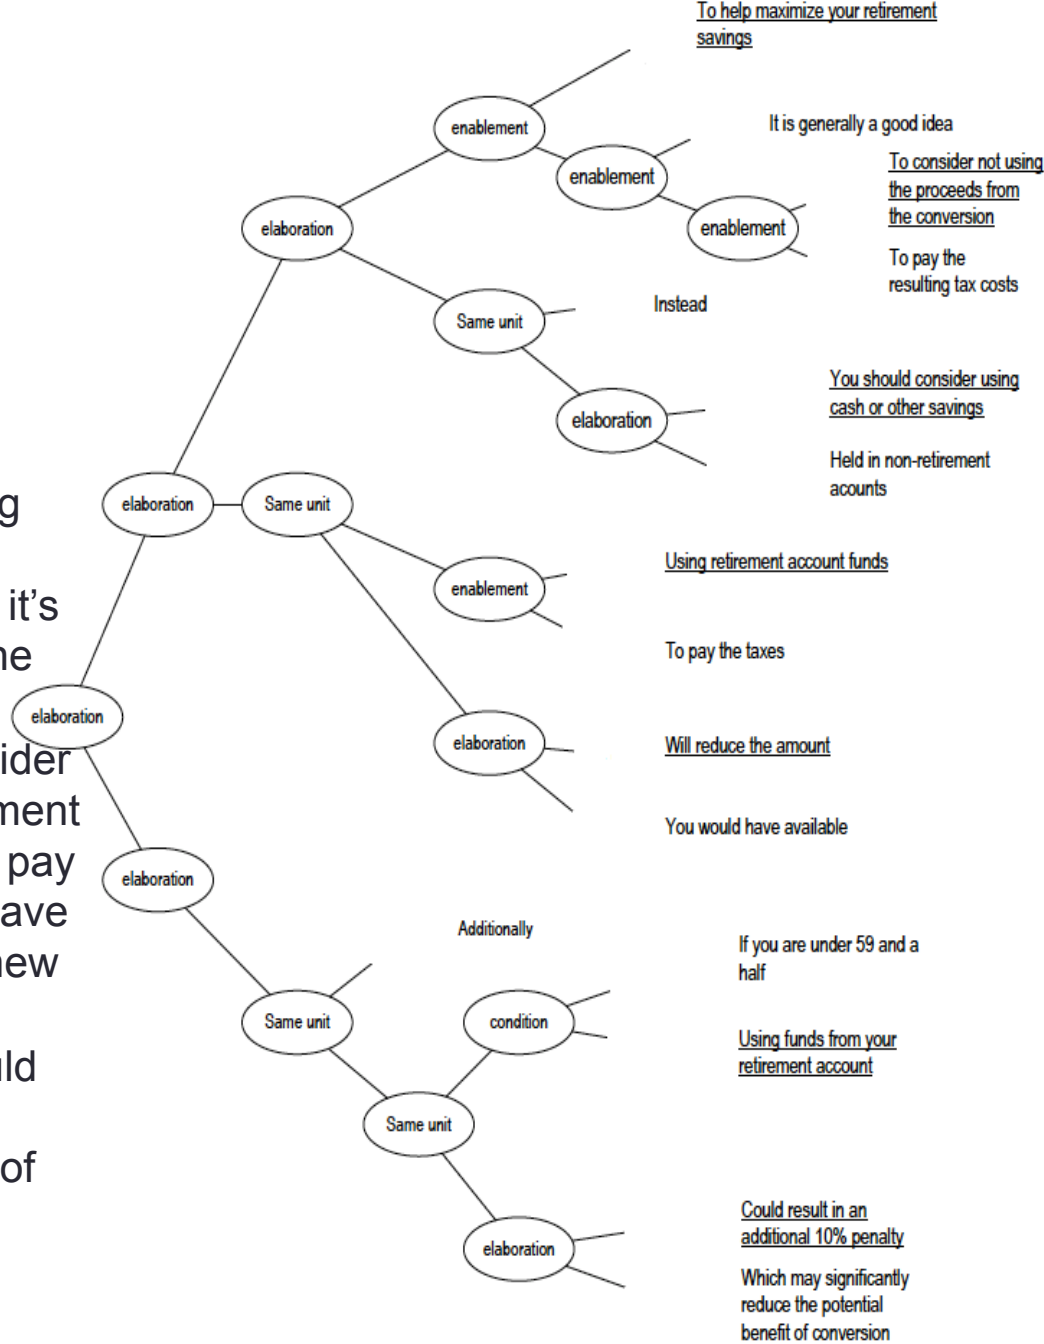 To help maximize your retirement
savings
enablement
It is generally a good idea
enablement
To consider not using
the proceeds from
the conversion
enablement
elaboration
To pay the
resulting tax costs
Instead
Same unit
You should consider using
cash or other savings
elaboration
Held in non-retirement
acounts
elaboration
Same unit
Using retirement account funds
enablement
it's
To pay the taxes
elaboration
elaboration
Will reduce the amount
You would have available
pay
elaboration
Additionally
If you are under 59 and a
half
Same unit
condition
Using funds from your
retirement account
Same unit
of
Could result in an
additional 10% penalty
elaboration
Which may significantly
reduce the potential
benefit of conversion